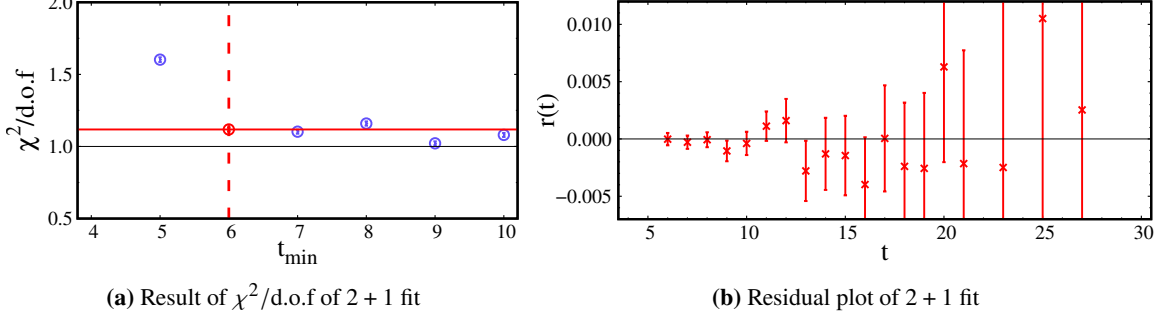 2.0
1.5
1.0
0.5
χ²/d.o.f
4 5 6 7 8 9 10
t_min
(a) Result of χ²/d.o.f of 2 + 1 fit
0.010
0.005
0.000
−0.005
r(t)
5 10 15 20 25 30
t
(b) Residual plot of 2 + 1 fit